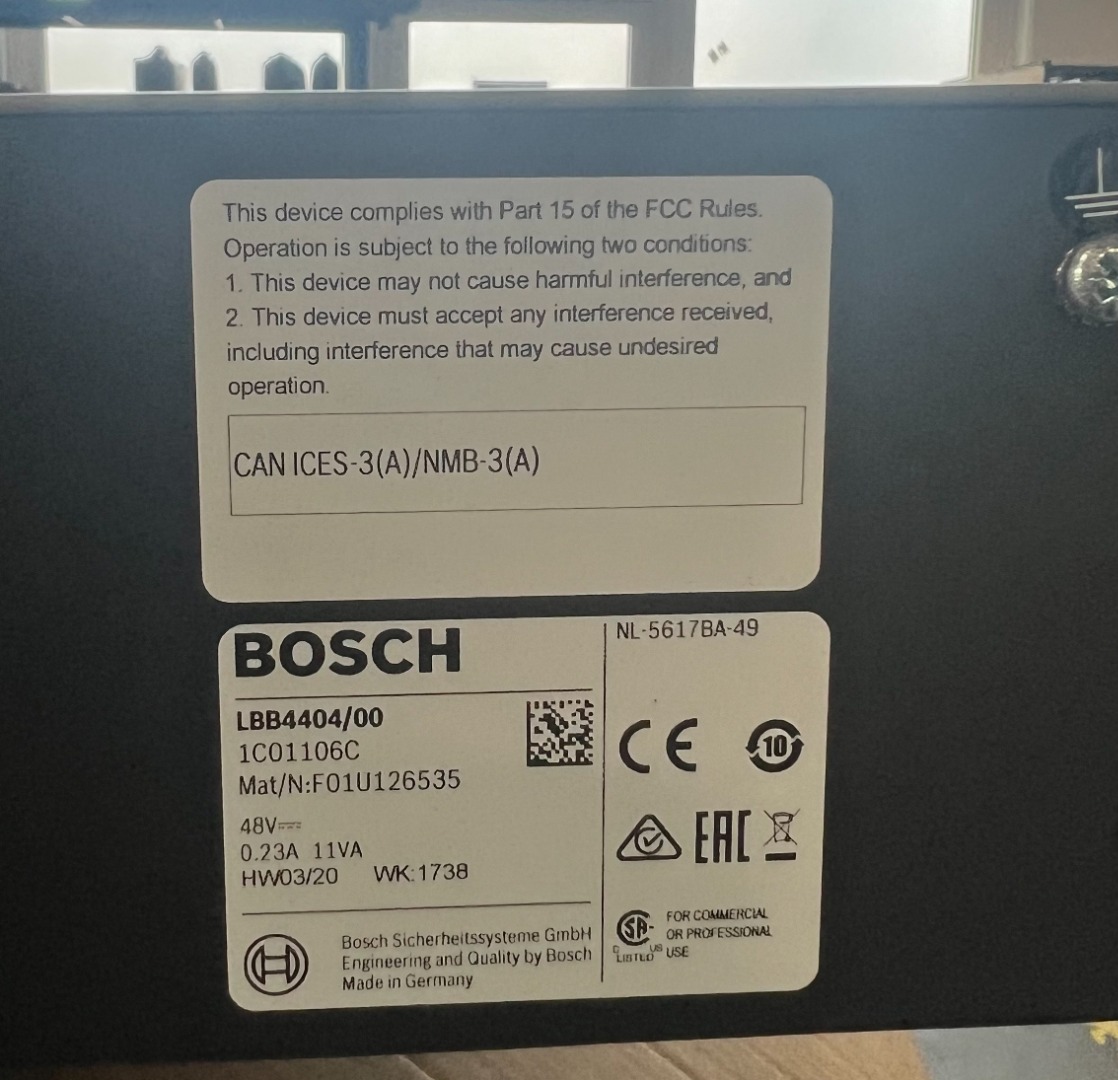 This device complies with Part 15 of the FCC Rules.
Operation is subject to the following two conditions:
1. This device may not cause harmful interference, and
2. This device must accept any interference received,
including interference that may cause undesired
operation.
CAN ICES-3(A)/NMB-3(A)
BOSCH
LBB4404/00
1C01106C
Mat/N:F01U126535
48V
0.23A 11VA
HW03/20 WK:1738
Bosch Sicherheitssysteme GmbH
Engineering and Quality by Bosch
Made in Germany
NL-5617BA-49
CE
10
EAC
SA
C US
LISTED
FOR COMMERCIAL
OR PROFESSIONAL
USE